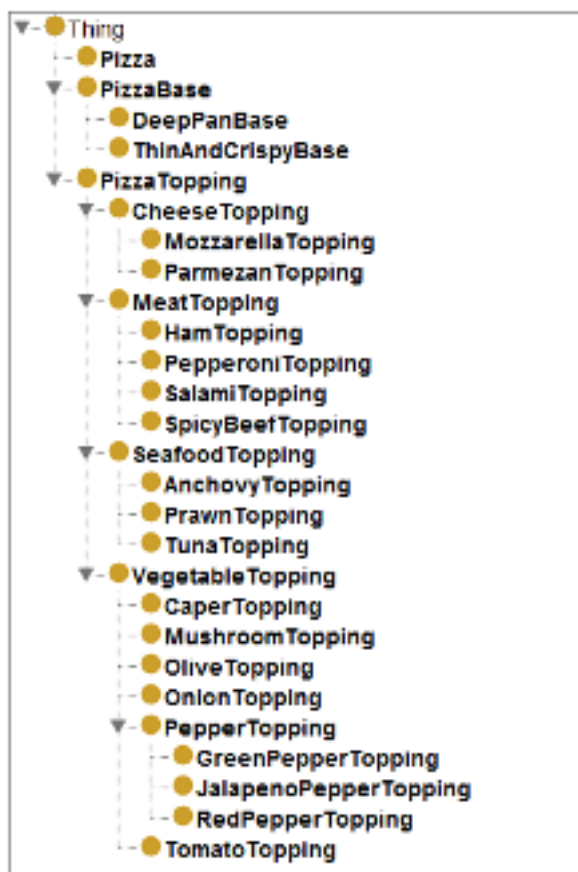 Thing
Pizza
PizzaBase
DeepPanBase
ThinAndCrispyBase
PizzaTopping
CheeseTopping
MozzarellaTopping
ParmezanTopping
MeatTopping
HamTopping
PepperoniTopping
SalamiTopping
SpicyBeefTopping
SeafoodTopping
AnchovyTopping
PrawnTopping
TunaTopping
VegetableTopping
CaperTopping
MushroomTopping
OliveTopping
OnionTopping
PepperTopping
GreenPepperTopping
JalapenoPepperTopping
RedPepperTopping
TomatoTopping